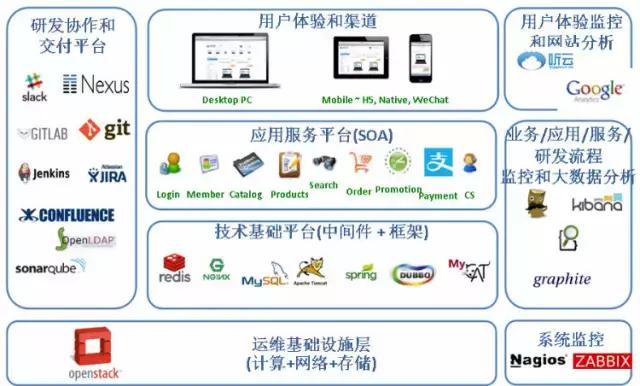 研发协作和
交付平台
slack
Nexus
GITLAB
git
Jenkins
Atlassian
JIRA
CONFLUENCE
OpenLDAP
sonarqube
用户体验和渠道
Desktop PC
Mobile ~ H5, Native, WeChat
用户体验监控
和网站分析
听云
Google
Analytics
应用服务平台(SOA)
Login
Member
Catalog
Products
Search
Order
Promotion
支
Payment
CS
业务/应用/服务/
研发流程
监控和大数据分析
kibana
graphite
技术基础平台(中间件 + 框架)
redis
NGINX
MySQL
Apache Tomcat
spring
DUBBO
My CAT
运维基础设施层
(计算+网络+存储)
openstack
系统监控
Nagios
ZABBIX